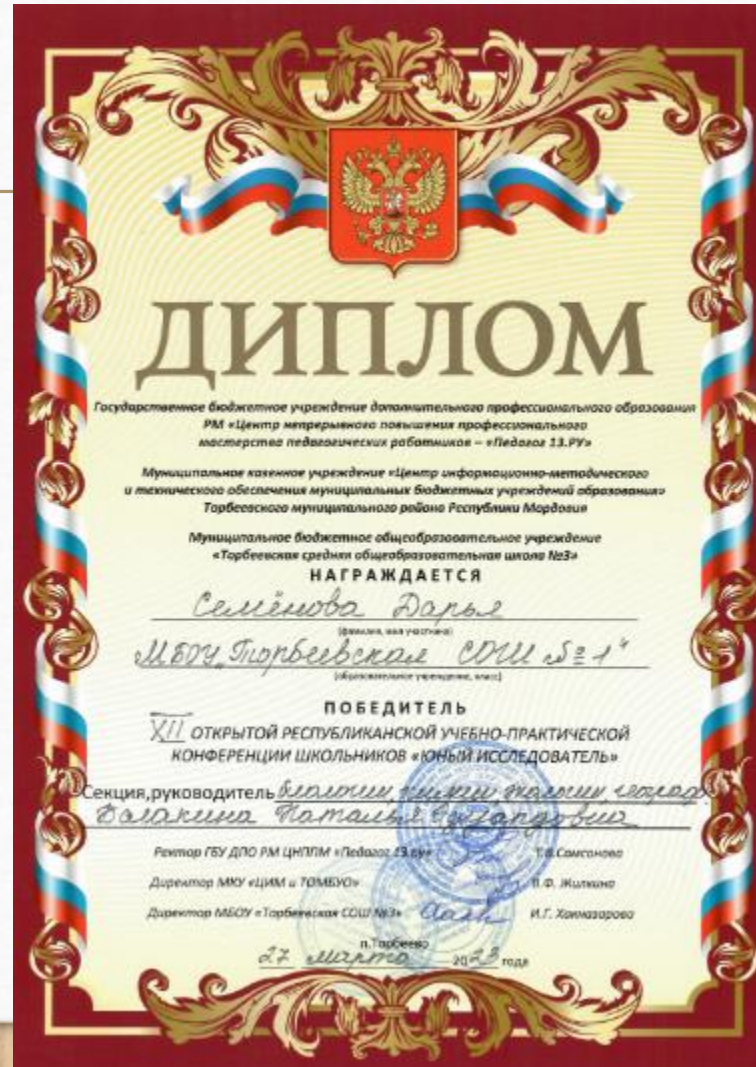 ДИПЛОМ
Государственное бюджетное учреждение дополнительного профессионального образования
РМ «Центр непрерывного повышения профессионального
мастерства педагогических работников – «Педагог 13.РУ»
Муниципальное казенное учреждение «Центр информационно-методического
и технического обеспечения муниципальных бюджетных учреждений образования»
Торбеевского муниципального района Республики Мордовия
Муниципальное бюджетное общеобразовательное учреждение
«Торбеевская средняя общеобразовательная школа №3»
НАГРАЖДАЕТСЯ
Семёнова Дарья
(фамилия, имя участника)
МБОУ „Торбеевская СОШ №1"
(образовательное учреждение, класс)
ПОБЕДИТЕЛЬ
XII ОТКРЫТОЙ РЕСПУБЛИКАНСКОЙ УЧЕБНО-ПРАКТИЧЕСКОЙ
КОНФЕРЕНЦИИ ШКОЛЬНИКОВ «ЮНЫЙ ИССЛЕДОВАТЕЛЬ»
Секция,руководитель биологии, химии экологии,
Балакина Наталья
Ректор ГБУ ДПО РМ ЦНППМ «Педагог 13.ру» Т.В.Самсонова
Директор МКУ «ЦИМ и ТОМБУО» В.Ф. Жилкина
Директор МБОУ «Торбеевская СОШ №3» И.Г.
п.Торбеево
27 марта 2023 года